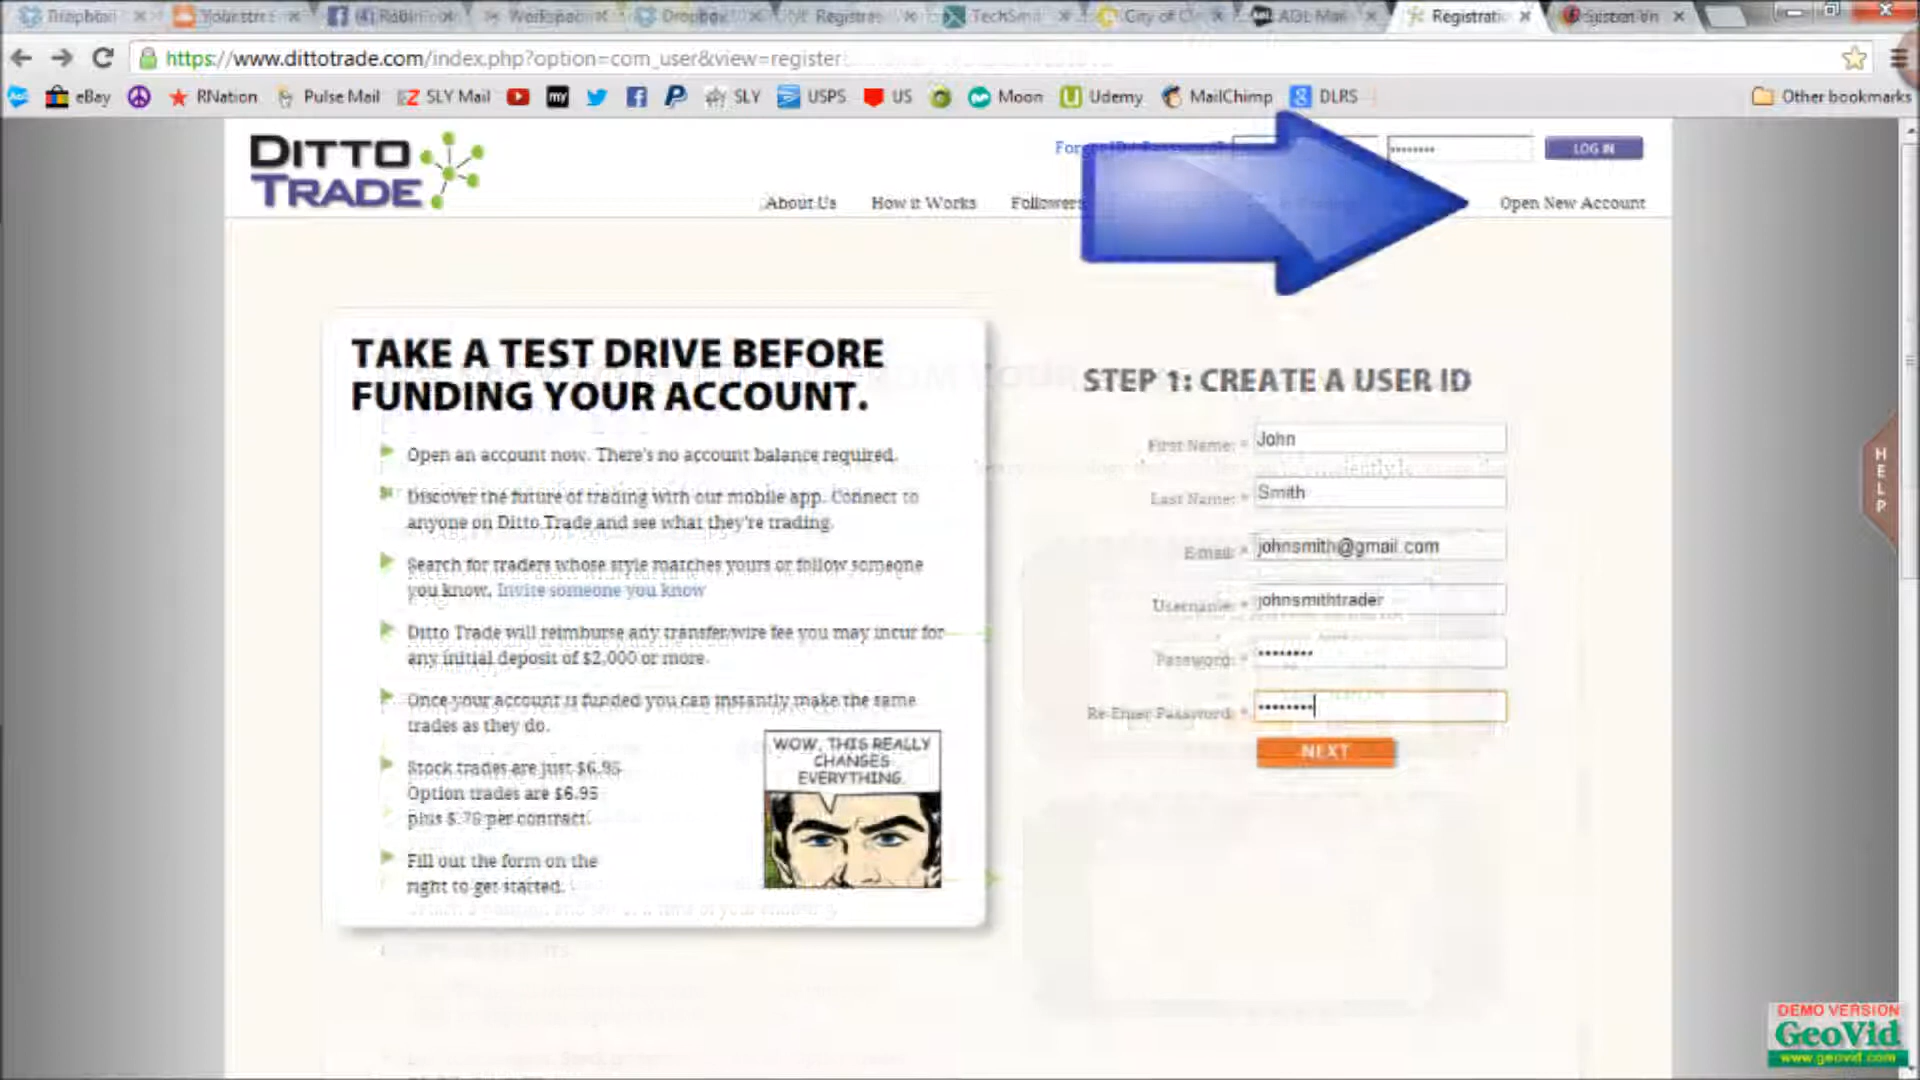 Registratio
https://www.dittotrade.com/index.php?option=com_user&view=register
eBay RNation Pulse Mail SLY Mail my SLY USPS US Moon Udemy MailChimp DLRS Other bookmarks
DITTO TRADE
LOG IN
About Us How it Works Followers Open New Account
TAKE A TEST DRIVE BEFORE
FUNDING YOUR ACCOUNT.
Open an account now. There's no account balance required.
Discover the future of trading with our mobile app. Connect to
anyone on Ditto Trade and see what they're trading.
Search for traders whose style matches yours or follow someone
you know. Invite someone you know
Ditto Trade will reimburse any transfer/wire fee you may incur for
any initial deposit of $2,000 or more.
Once your account is funded you can instantly make the same
trades as they do.
Stock trades are just $6.95
Option trades are $6.95
plus $.75 per contract.
Fill out the form on the
right to get started.
WOW, THIS REALLY
CHANGES
EVERYTHING.
STEP 1: CREATE A USER ID
First Name: * John
Last Name: * Smith
E-mail: * johnsmith@gmail.com
Username: * johnsmithtrader
Password: * ••••••••
Re-Enter Password: * ••••••••
NEXT
HELP
DEMO VERSION
GeoVid
www.geovid.com